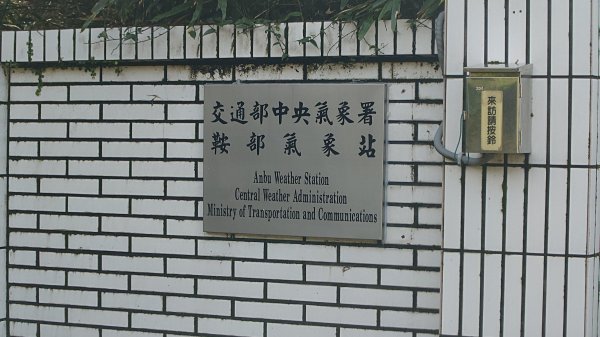 交通部中央氣象署
鞍部氣象站
Anbu Weather Station
Central Weather Administration
Ministry of Transportation and Communications
來訪請按鈴